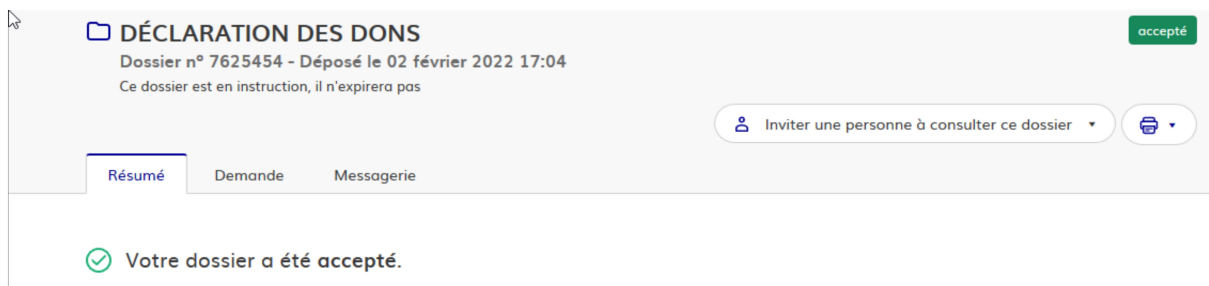 DÉCLARATION DES DONS
accepté
Dossier nº 7625454 - Déposé le 02 février 2022 17:04
Ce dossier est en instruction, il n'expirera pas
Inviter une personne à consulter ce dossier
Résumé Demande Messagerie
Votre dossier a été accepté.